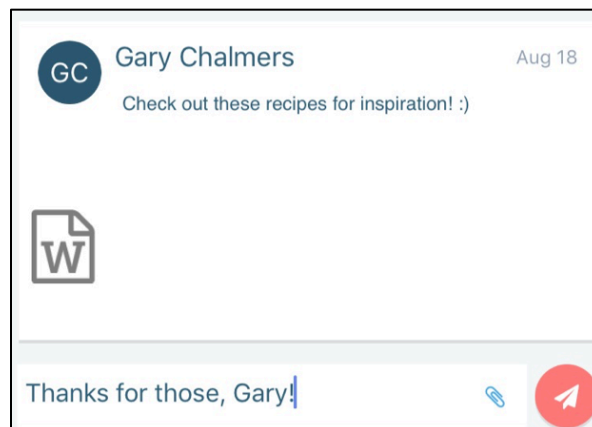 GC
Gary Chalmers
Aug 18
Check out these recipes for inspiration! :)
W
Thanks for those, Gary!